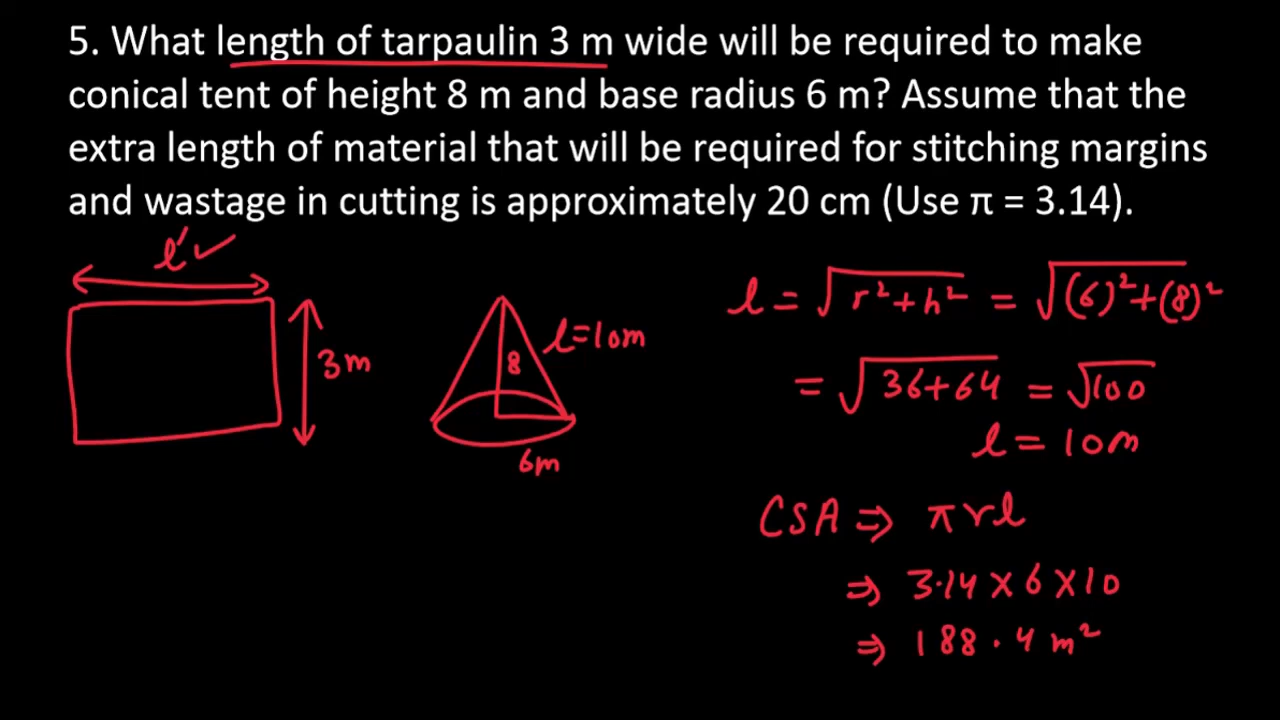 5. What length of tarpaulin 3 m wide will be required to make
conical tent of height 8 m and base radius 6 m? Assume that the
extra length of material that will be required for stitching margins
and wastage in cutting is approximately 20 cm (Use π = 3.14).
l' ✓
3m
8
l=10m
6m
l = √r²+h² = √(6)²+(8)²
= √36+64 = √100
l = 10m
CSA ⇒ πrl
⇒ 3.14 × 6 × 10
⇒ 188.4 m²